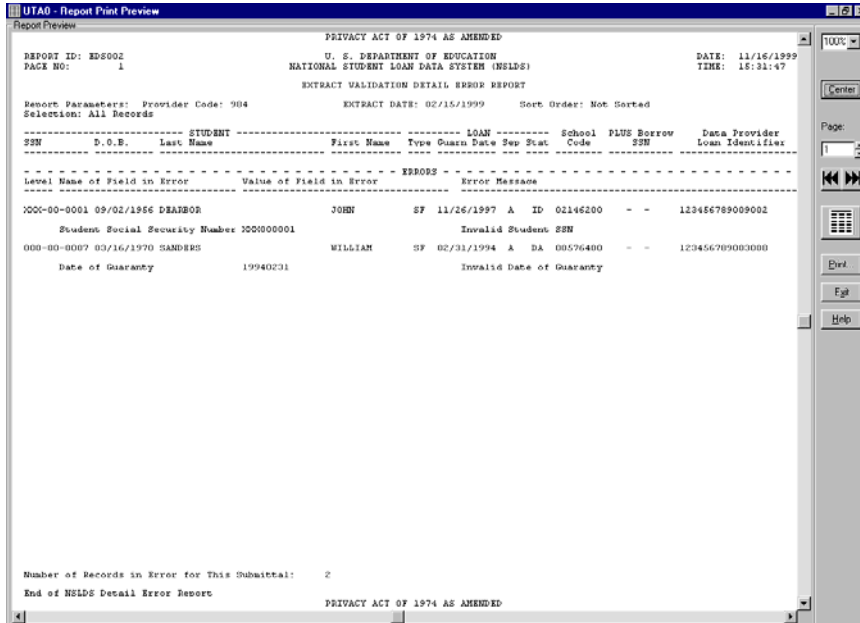 UTA0 - Report Print Preview
Report Preview
PRIVACY ACT OF 1974 AS AMENDED
REPORT ID: EDS002 U. S. DEPARTMENT OF EDUCATION DATE: 11/16/1999
PAGE NO: 1 NATIONAL STUDENT LOAN DATA SYSTEM (NSLDS) TIME: 15:31:47
EXTRACT VALIDATION DETAIL ERROR REPORT
Report Parameters: Provider Code: 904 EXTRACT DATE: 02/15/1999 Sort Order: Not Sorted
Selection: All Records
STUDENT LOAN School PLUS Borrow Data Provider
SSN D.O.B. Last Name First Name Type Guarn Date Sep Stat Code SSN Loan Identifier
ERRORS
Level Name of Field in Error Value of Field in Error Error Message
XXX-00-0001 09/02/1956 DEARBOR JOHN SF 11/26/1997 A ID 02146200 - - 123456789009002
Student Social Security Number XXX000001 Invalid Student SSN
000-00-0007 03/16/1970 SANDERS WILLIAM SF 02/31/1994 A DA 00576400 - - 123456789003000
Date of Guaranty 19940231 Invalid Date of Guaranty
Number of Records in Error for This Submittal: 2
End of NSLDS Detail Error Report
PRIVACY ACT OF 1974 AS AMENDED
100%
Center
Page:
1
Print
Exit
Help